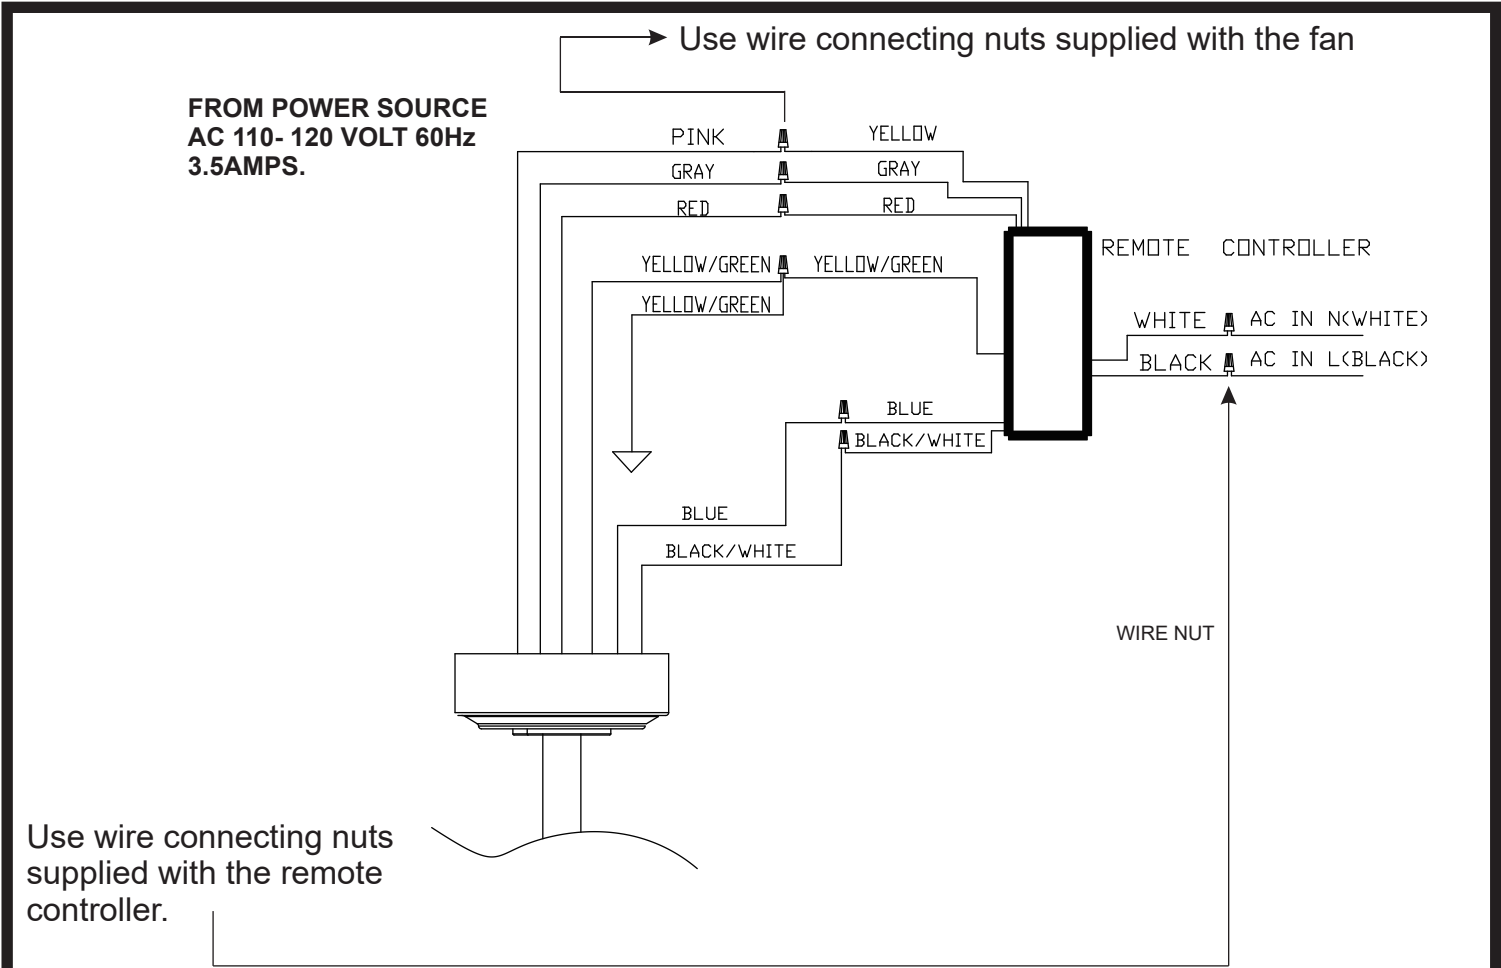 Use wire connecting nuts supplied with the fan
FROM POWER SOURCE
AC 110- 120 VOLT 60Hz
3.5AMPS.
PINK
YELLOW
GRAY
GRAY
RED
RED
YELLOW/GREEN
YELLOW/GREEN
YELLOW/GREEN
REMOTE CONTROLLER
WHITE
AC IN N(WHITE)
BLACK
AC IN L(BLACK)
BLUE
BLACK/WHITE
BLUE
BLACK/WHITE
WIRE NUT
Use wire connecting nuts
supplied with the remote
controller.